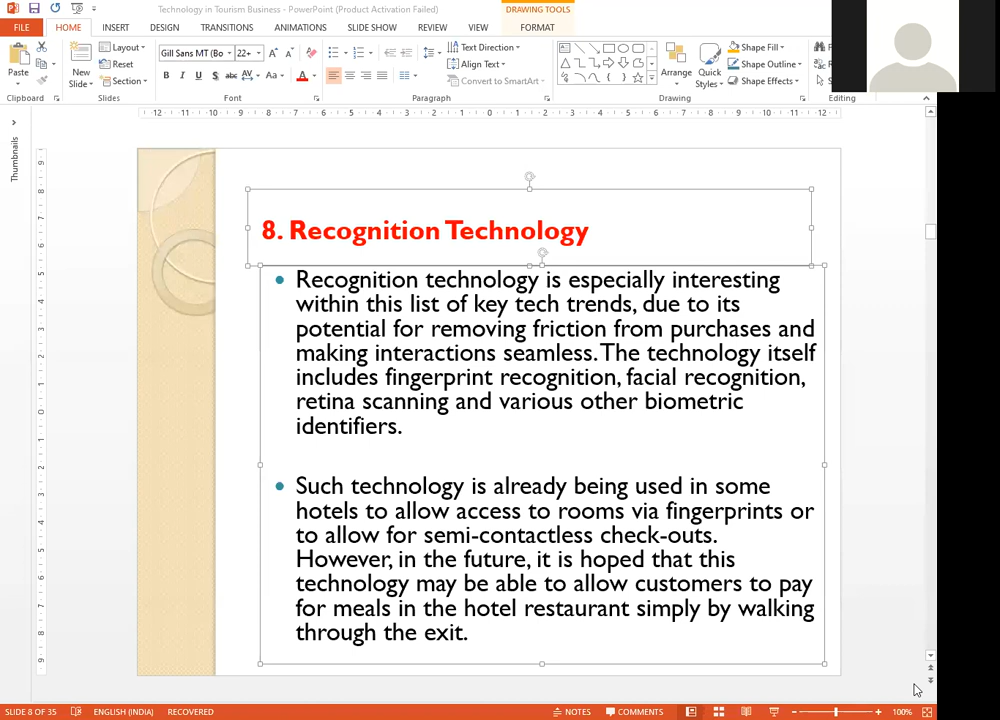 Technology in Tourism Business - PowerPoint (Product Activation Failed)
DRAWING TOOLS
FILE HOME INSERT DESIGN TRANSITIONS ANIMATIONS SLIDE SHOW REVIEW VIEW FORMAT
Paste
New
Slide
Layout
Reset
Section
Gill Sans MT (Bo 22+
B I U S abc AV Aa A
Text Direction
Align Text
Convert to SmartArt
Arrange
Quick
Styles
Shape Fill
Shape Outline
Shape Effects
Clipboard Slides Font Paragraph Drawing Editing
Thumbnails
8. Recognition Technology
• Recognition technology is especially interesting
within this list of key tech trends, due to its
potential for removing friction from purchases and
making interactions seamless. The technology itself
includes fingerprint recognition, facial recognition,
retina scanning and various other biometric
identifiers.
• Such technology is already being used in some
hotels to allow access to rooms via fingerprints or
to allow for semi-contactless check-outs.
However, in the future, it is hoped that this
technology may be able to allow customers to pay
for meals in the hotel restaurant simply by walking
through the exit.
SLIDE 8 OF 35 ENGLISH (INDIA) RECOVERED NOTES COMMENTS 100%